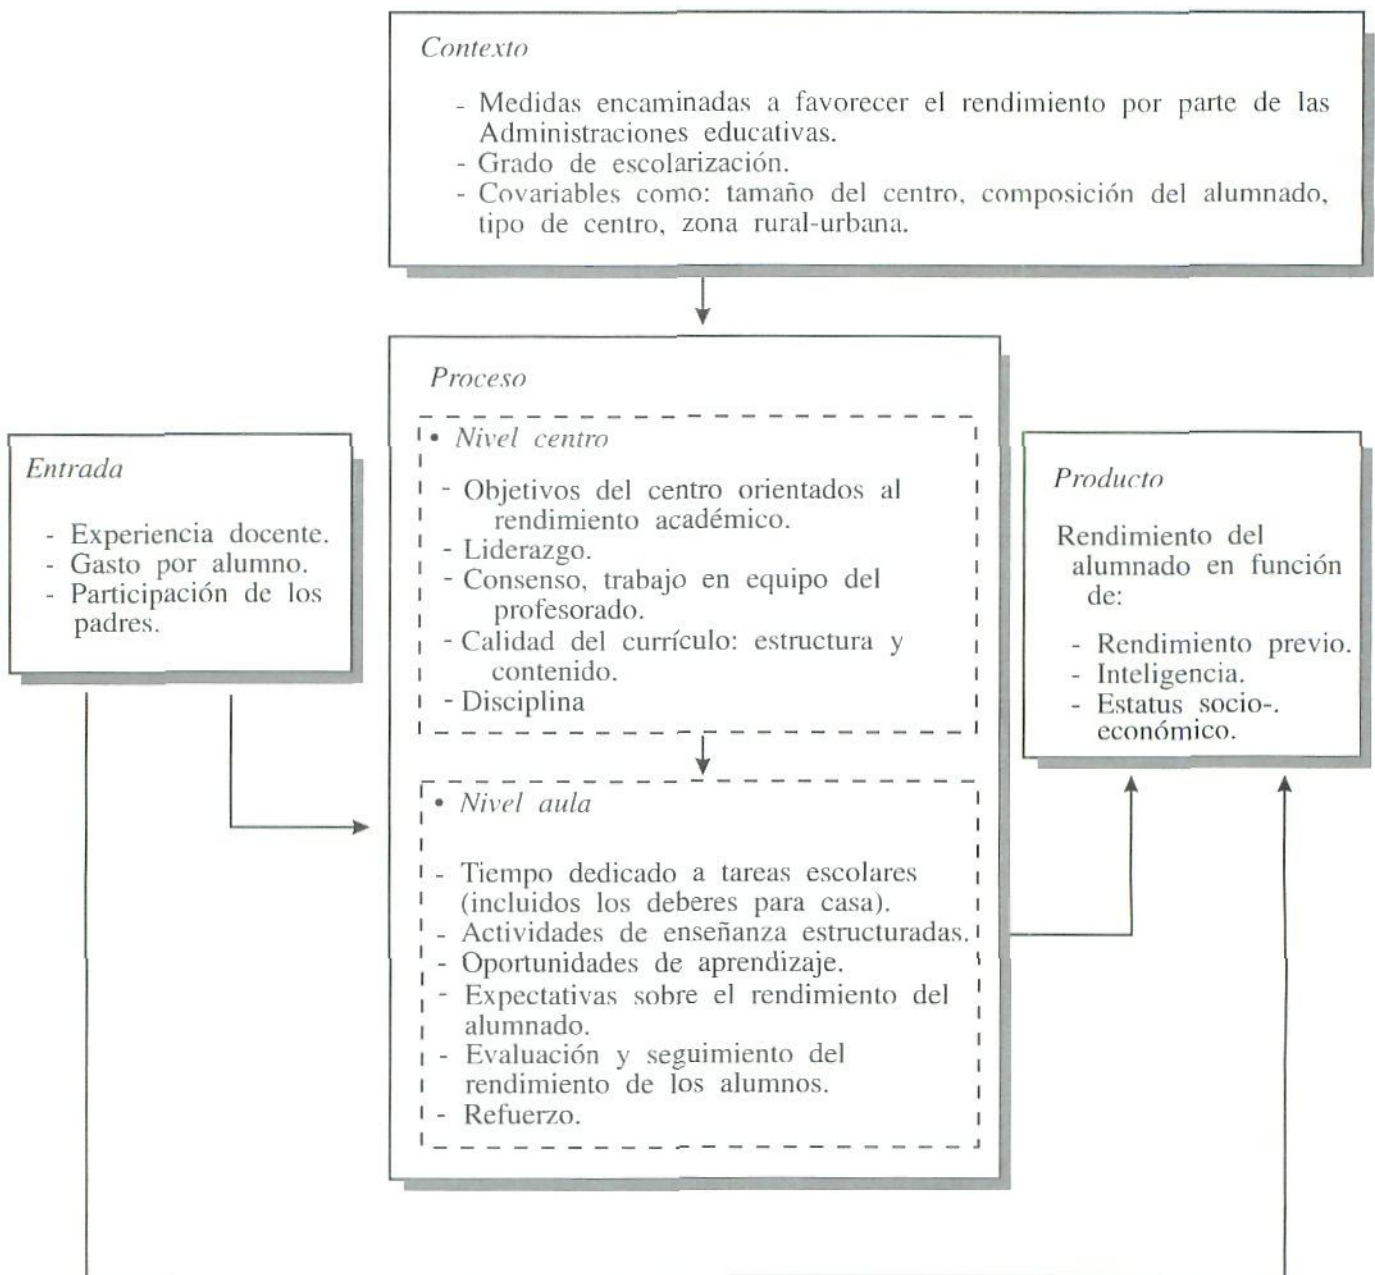 Contexto
- Medidas encaminadas a favorecer el rendimiento por parte de las
Administraciones educativas.
- Grado de escolarización.
- Covariables como: tamaño del centro, composición del alumnado,
tipo de centro, zona rural-urbana.
Entrada
- Experiencia docente.
- Gasto por alumno.
- Participación de los
padres.
Proceso
• Nivel centro
- Objetivos del centro orientados al
rendimiento académico.
- Liderazgo.
- Consenso, trabajo en equipo del
profesorado.
- Calidad del currículo: estructura y
contenido.
- Disciplina
• Nivel aula
- Tiempo dedicado a tareas escolares
(incluidos los deberes para casa).
- Actividades de enseñanza estructuradas.
- Oportunidades de aprendizaje.
- Expectativas sobre el rendimiento del
alumnado.
- Evaluación y seguimiento del
rendimiento de los alumnos.
- Refuerzo.
Producto
Rendimiento del
alumnado en función
de:
- Rendimiento previo.
- Inteligencia.
- Estatus socio-.
económico.